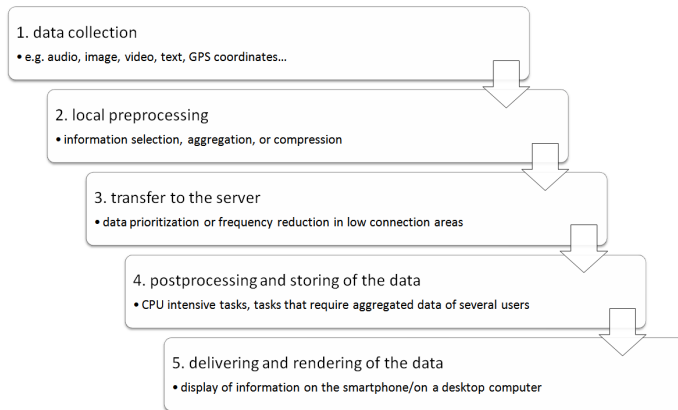 1. data collection
• e.g. audio, image, video, text, GPS coordinates...
2. local preprocessing
• information selection, aggregation, or compression
3. transfer to the server
• data prioritization or frequency reduction in low connection areas
4. postprocessing and storing of the data
• CPU intensive tasks, tasks that require aggregated data of several users
5. delivering and rendering of the data
• display of information on the smartphone/on a desktop computer